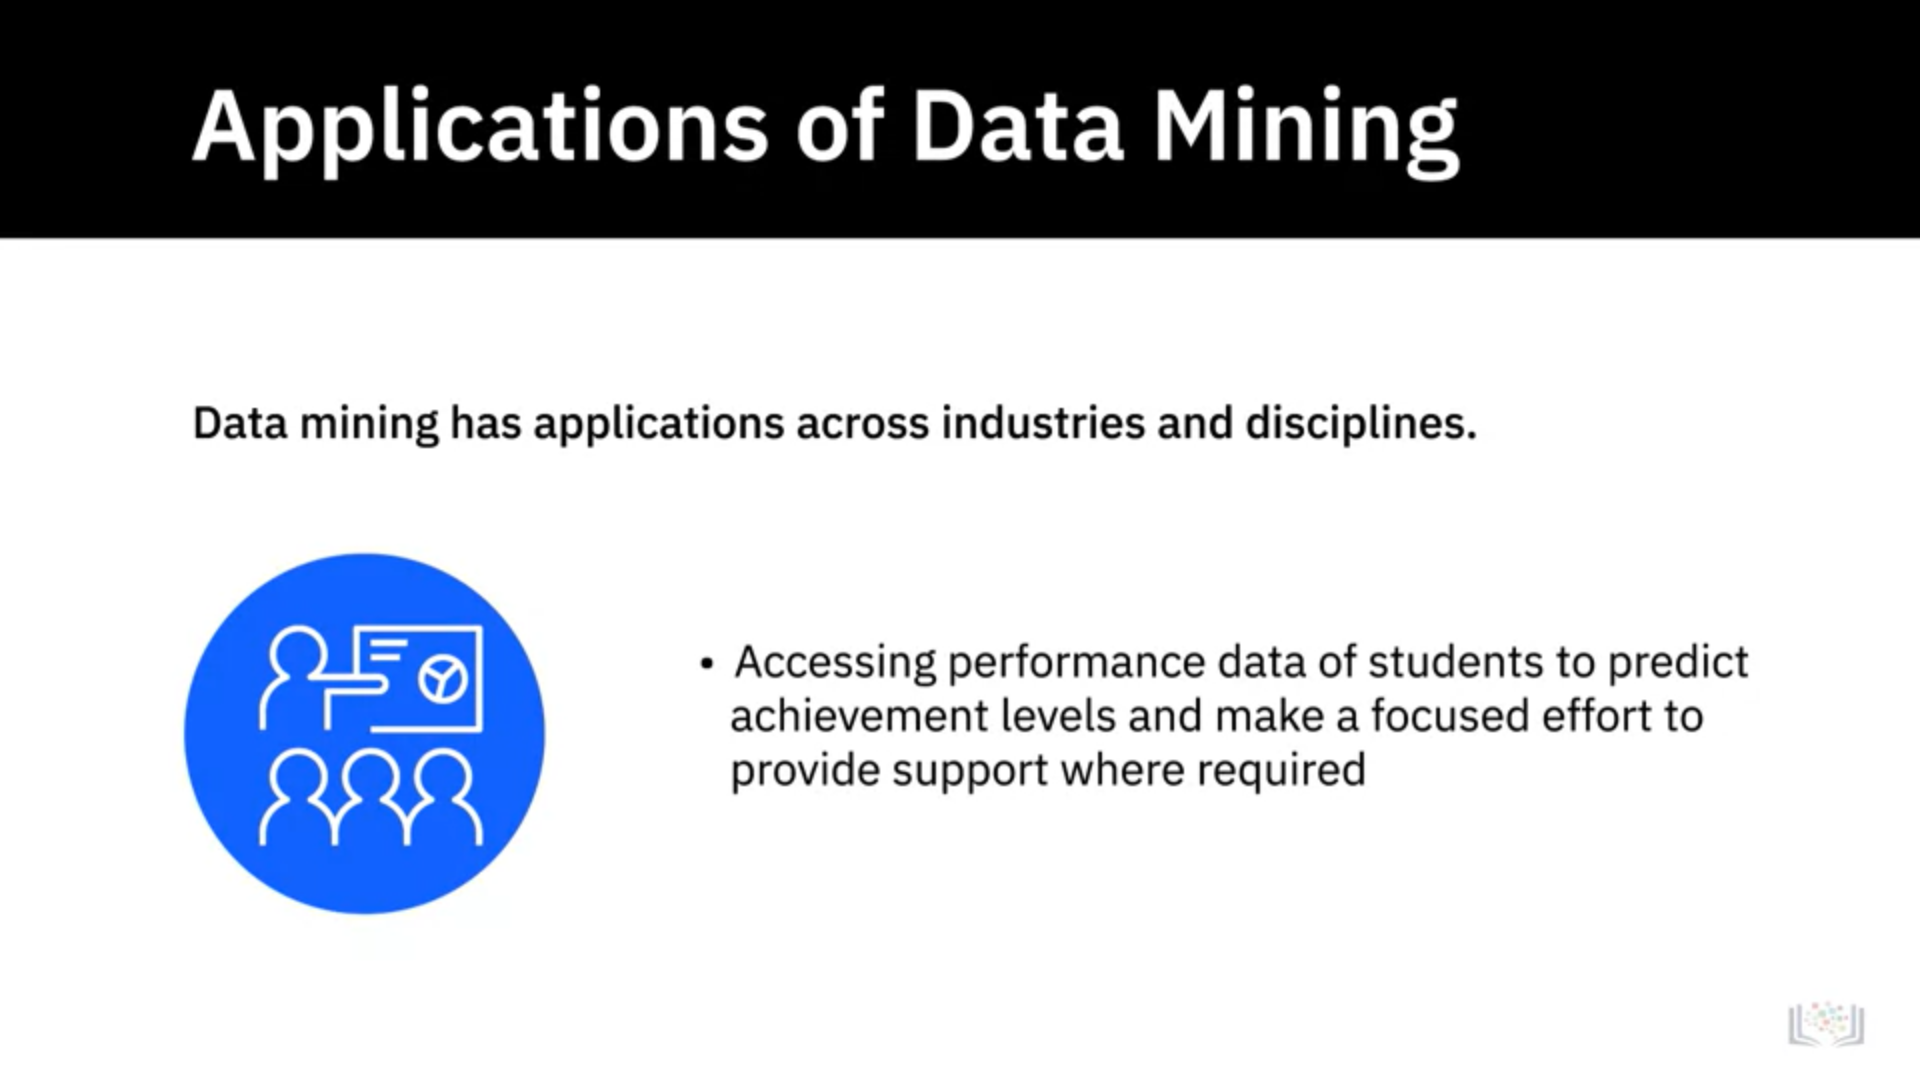 Applications of Data Mining
Data mining has applications across industries and disciplines.
• Accessing performance data of students to predict
achievement levels and make a focused effort to
provide support where required